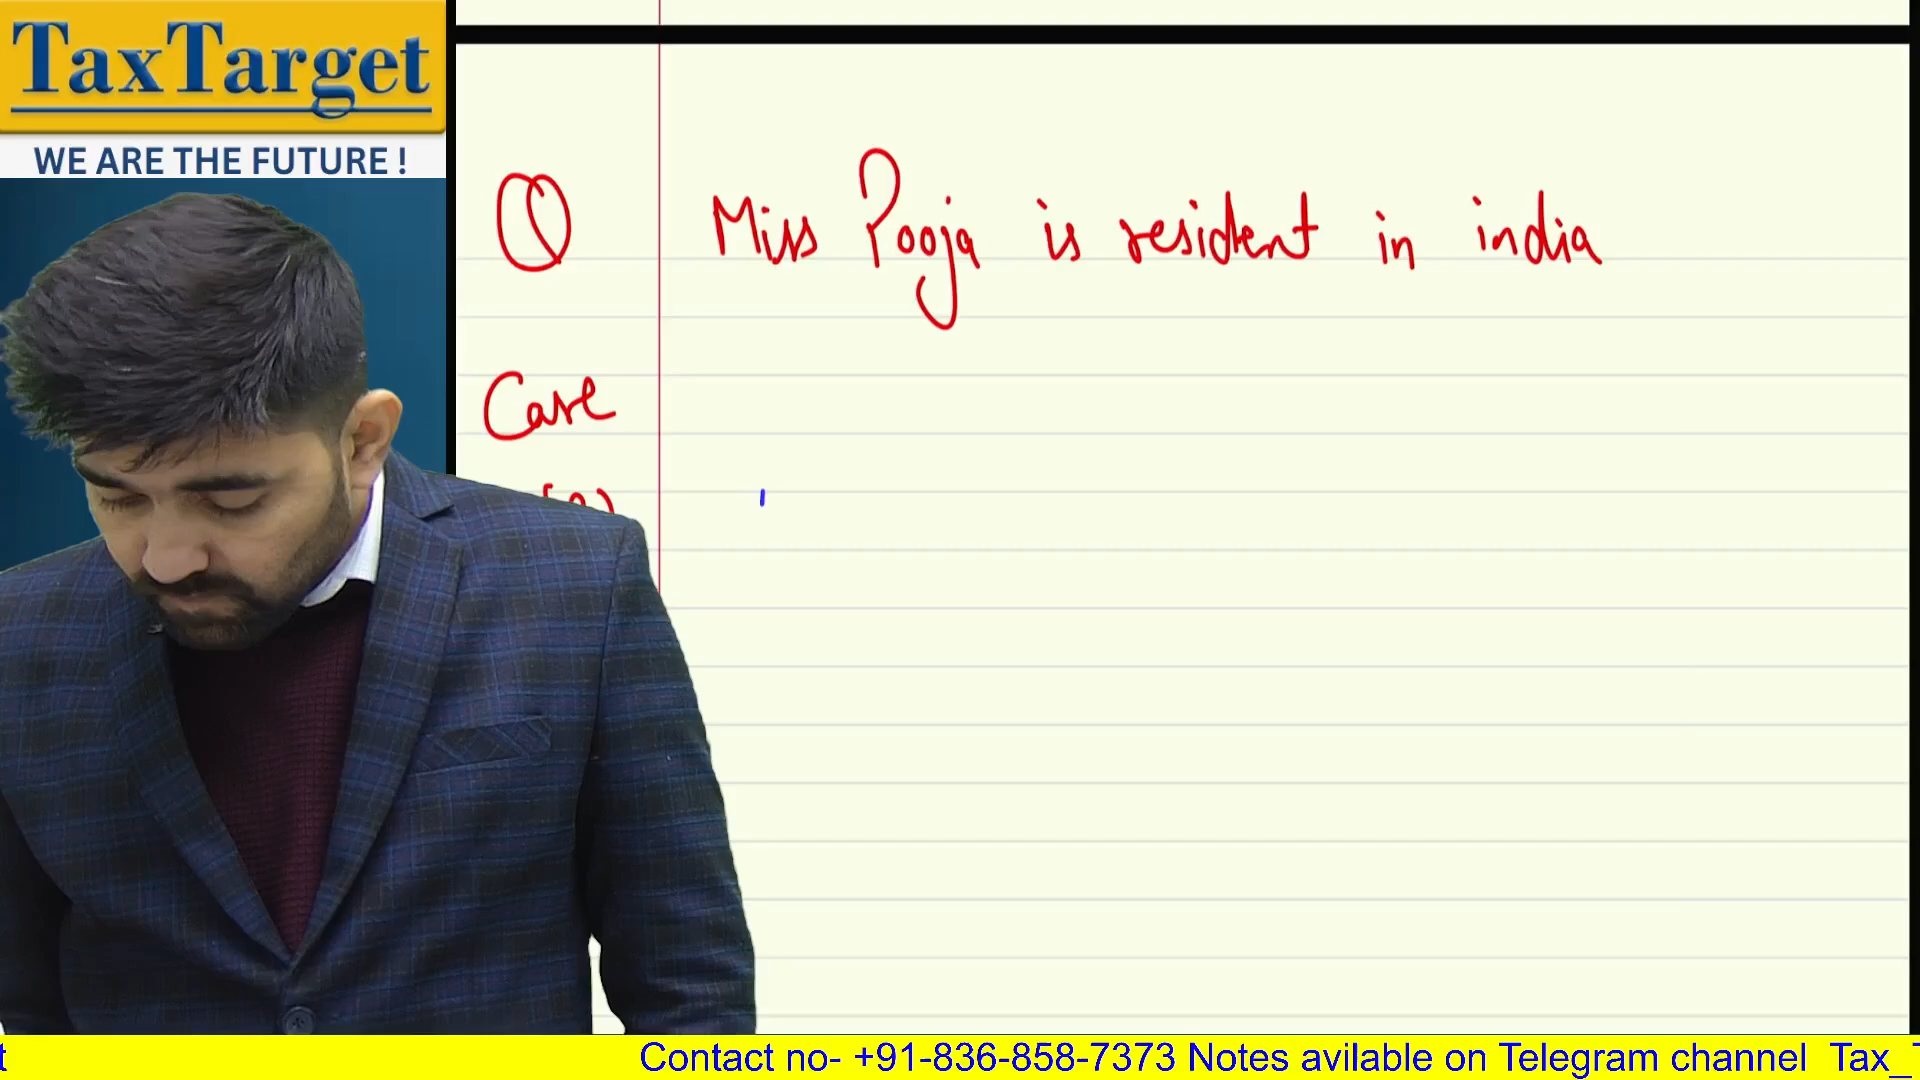 TaxTarget
WE ARE THE FUTURE !
Q Miss Pooja is resident in india
Case
Contact no- +91-836-858-7373 Notes avilable on Telegram channel Tax_